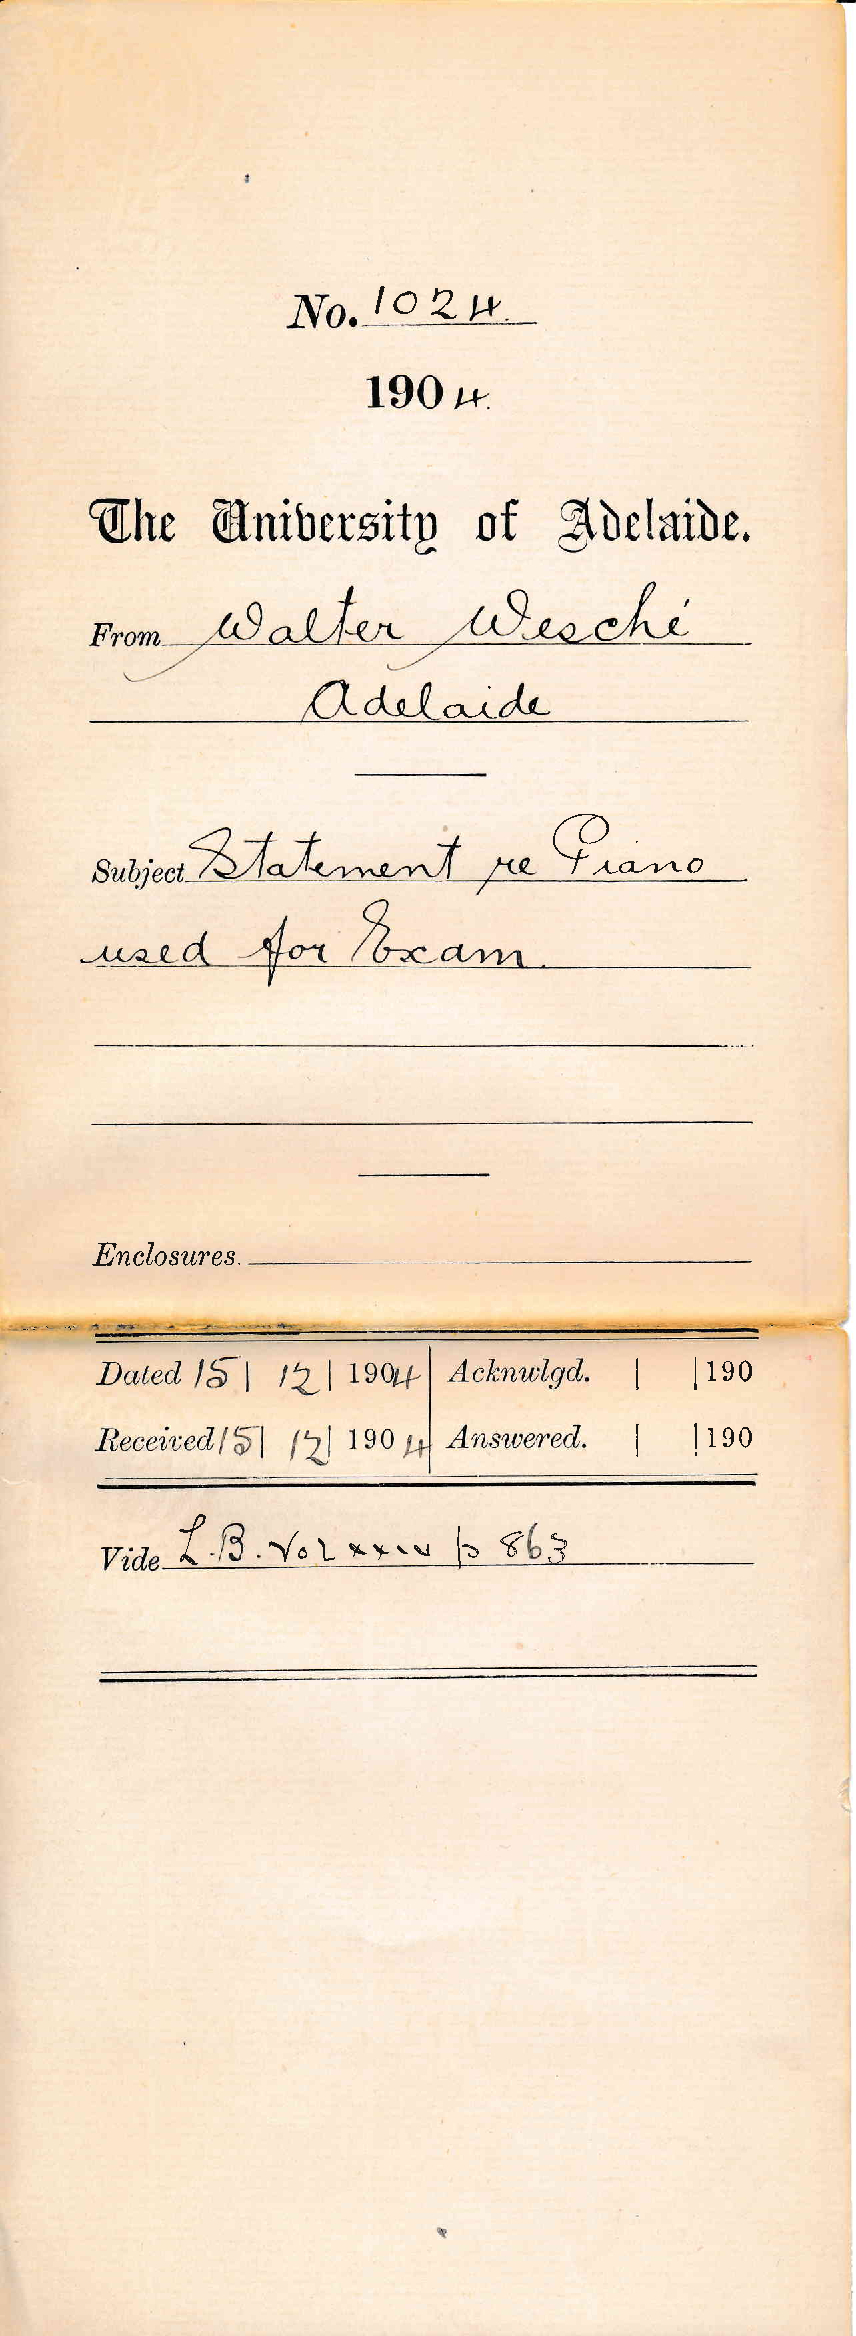 No. 1024.
1904.
The University of Adelaide.
From Walter Wesché
Adelaide
Subject Statement re Piano
used for Exam.
Enclosures.
Dated 15 | 12 | 1904 | Acknwlgd. | | 190
Received 15 | 12 | 1904 | Answered. | | 190
Vide L.B. Vol xxiv p 863